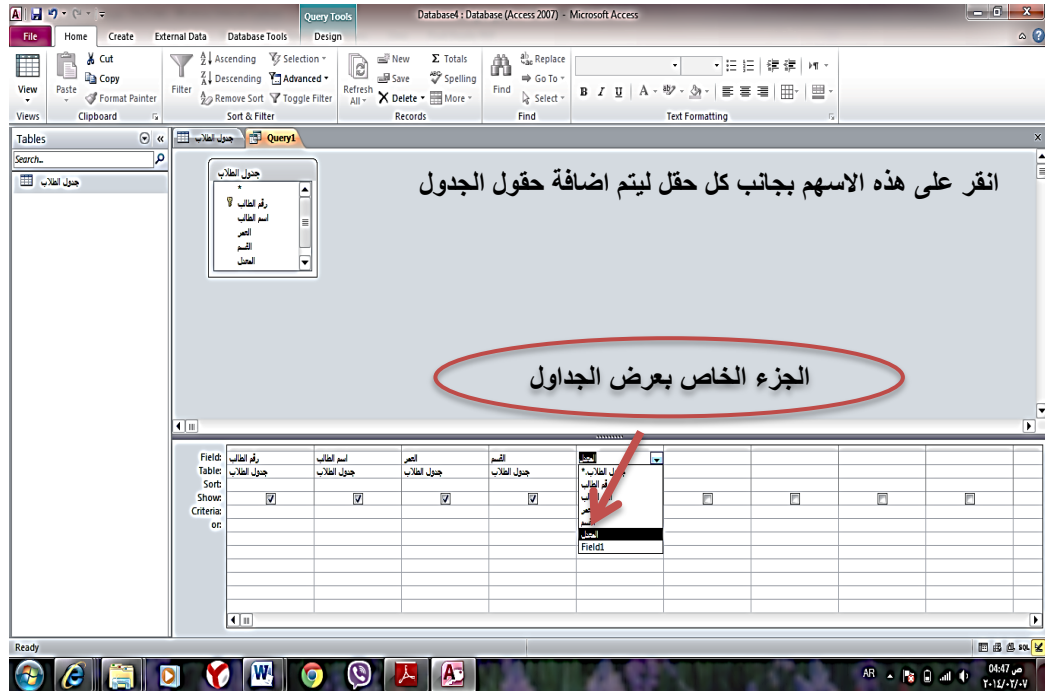 Query Tools
Database4 : Database (Access 2007) - Microsoft Access
File Home Create External Data Database Tools Design
View
Views
Paste
Cut
Copy
Format Painter
Clipboard
Filter
Ascending
Descending
Remove Sort
Selection
Advanced
Toggle Filter
Sort & Filter
Refresh All
New
Save
Delete
Totals
Spelling
More
Records
Find
Replace
Go To
Select
Find
B I U A
Text Formatting
Tables
Search..
جدول الطلاب
جدول الطلاب
Query1
جدول الطلاب
*
رقم الطالب
اسم الطالب
العمر
القسم
المعدل
انقر على هذه الاسهم بجانب كل حقل ليتم اضافة حقول الجدول
الجزء الخاص بعرض الجداول
Field: رقم الطالب اسم الطالب العمر القسم المعدل
Table: جدول الطلاب جدول الطلاب جدول الطلاب جدول الطلاب
Sort:
Show:
Criteria:
or:
المعدل
Field1
Ready
SQL
AR
04:47 ص
٢٠١٤/٠٢/٠٧